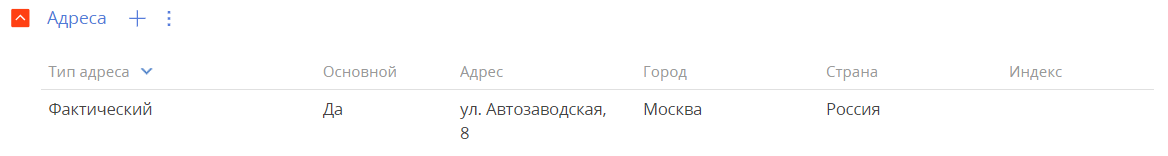 Адреса
Тип адреса Основной Адрес Город Страна Индекс
Фактический Да ул. Автозаводская, Москва Россия
8